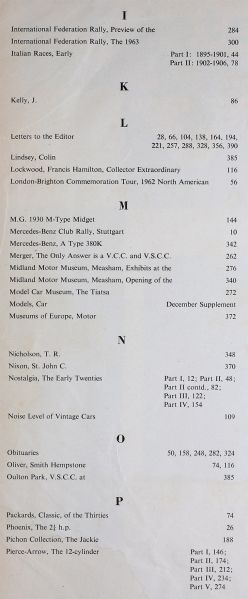 I
International Federation Rally, Preview of the 284
International Federation Rally, The 1963 300
Italian Races, Early Part I: 1895-1901, 44
Part II: 1902-1906, 78
K
Kelly, J. 86
L
Letters to the Editor 28, 66, 104, 138, 164, 194,
221, 257, 288, 328, 356, 390
Lindsey, Colin 385
Lockwood, Francis Hamilton, Collector Extraordinary 116
London-Brighton Commemoration Tour, 1962 North American 56
M
M.G. 1930 M-Type Midget 144
Mercedes-Benz Club Rally, Stuttgart 10
Mercedes-Benz, A Type 380K 342
Merger, The Only Answer is a V.C.C. and V.S.C.C. 262
Midland Motor Museum, Measham, Exhibits at the 276
Midland Motor Museum, Measham, Opening of the 340
Model Car Museum, The Tiatsa 272
Models, Car December Supplement
Museums of Europe, Motor 372
N
Nicholson, T. R. 348
Nixon, St. John C. 370
Nostalgia, The Early Twenties Part I, 12; Part II, 48;
Part II contd., 82;
Part III, 122;
Part IV, 154
Noise Level of Vintage Cars 109
O
Obituaries 50, 158, 248, 282, 324
Oliver, Smith Hempstone 74, 116
Oulton Park, V.S.C.C. at 385
P
Packards, Classic, of the Thirties 74
Phoenix, The 2½ h.p. 26
Pichon Collection, The Jackie 188
Pierce-Arrow, The 12-cylinder Part I, 146;
Part II, 174;
Part III, 212;
Part IV, 234;
Part V, 274